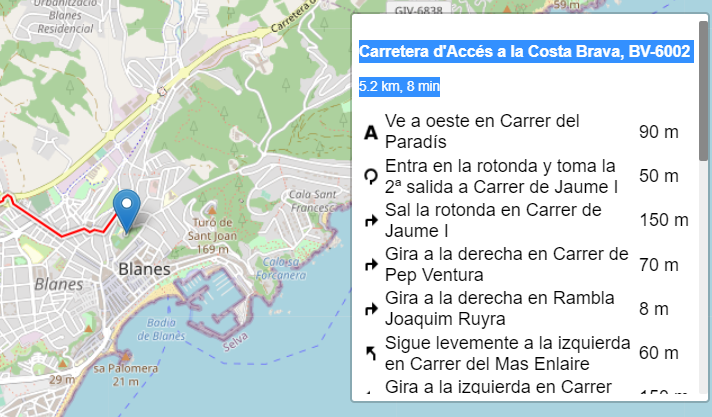 Urbanització
Blanes
Residencial
Carretera d'
GIV-6838
59 m
Cala Sant
Francesc
Turó de
Sant Joan
169 m
Cala sa
Forcanera
Blanes
Blanes
Badia
de Blanes
Selva
sa Palomera
21 m
29 m
Carretera d'Accés a la Costa Brava, BV-6002
5.2 km, 8 min
Ve a oeste en Carrer del
Paradís
90 m
Entra en la rotonda y toma la
2ª salida a Carrer de Jaume I
50 m
Sal la rotonda en Carrer de
Jaume I
150 m
Gira a la derecha en Carrer de
Pep Ventura
70 m
Gira a la derecha en Rambla
Joaquim Ruyra
8 m
Sigue levemente a la izquierda
en Carrer del Mas Enlaire
60 m
Gira a la izquierda en Carrer
150 m